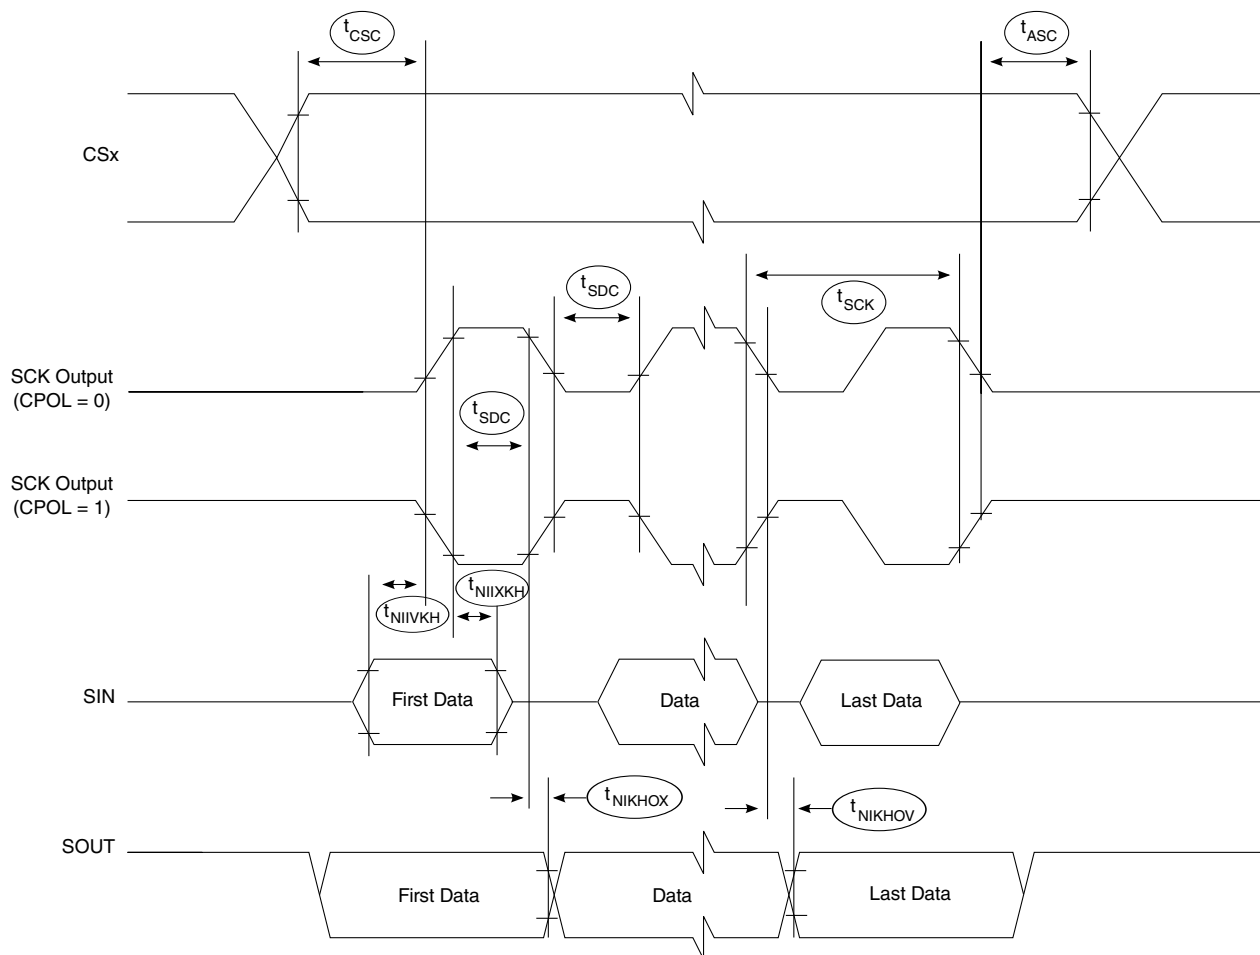 tCSC
tASC
CSx
tSDC
tSCK
SCK Output
(CPOL = 0)
tSDC
SCK Output
(CPOL = 1)
tNIIXKH
tNIIVKH
SIN
First Data
Data
Last Data
tNIKHOX
tNIKHOV
SOUT
First Data
Data
Last Data